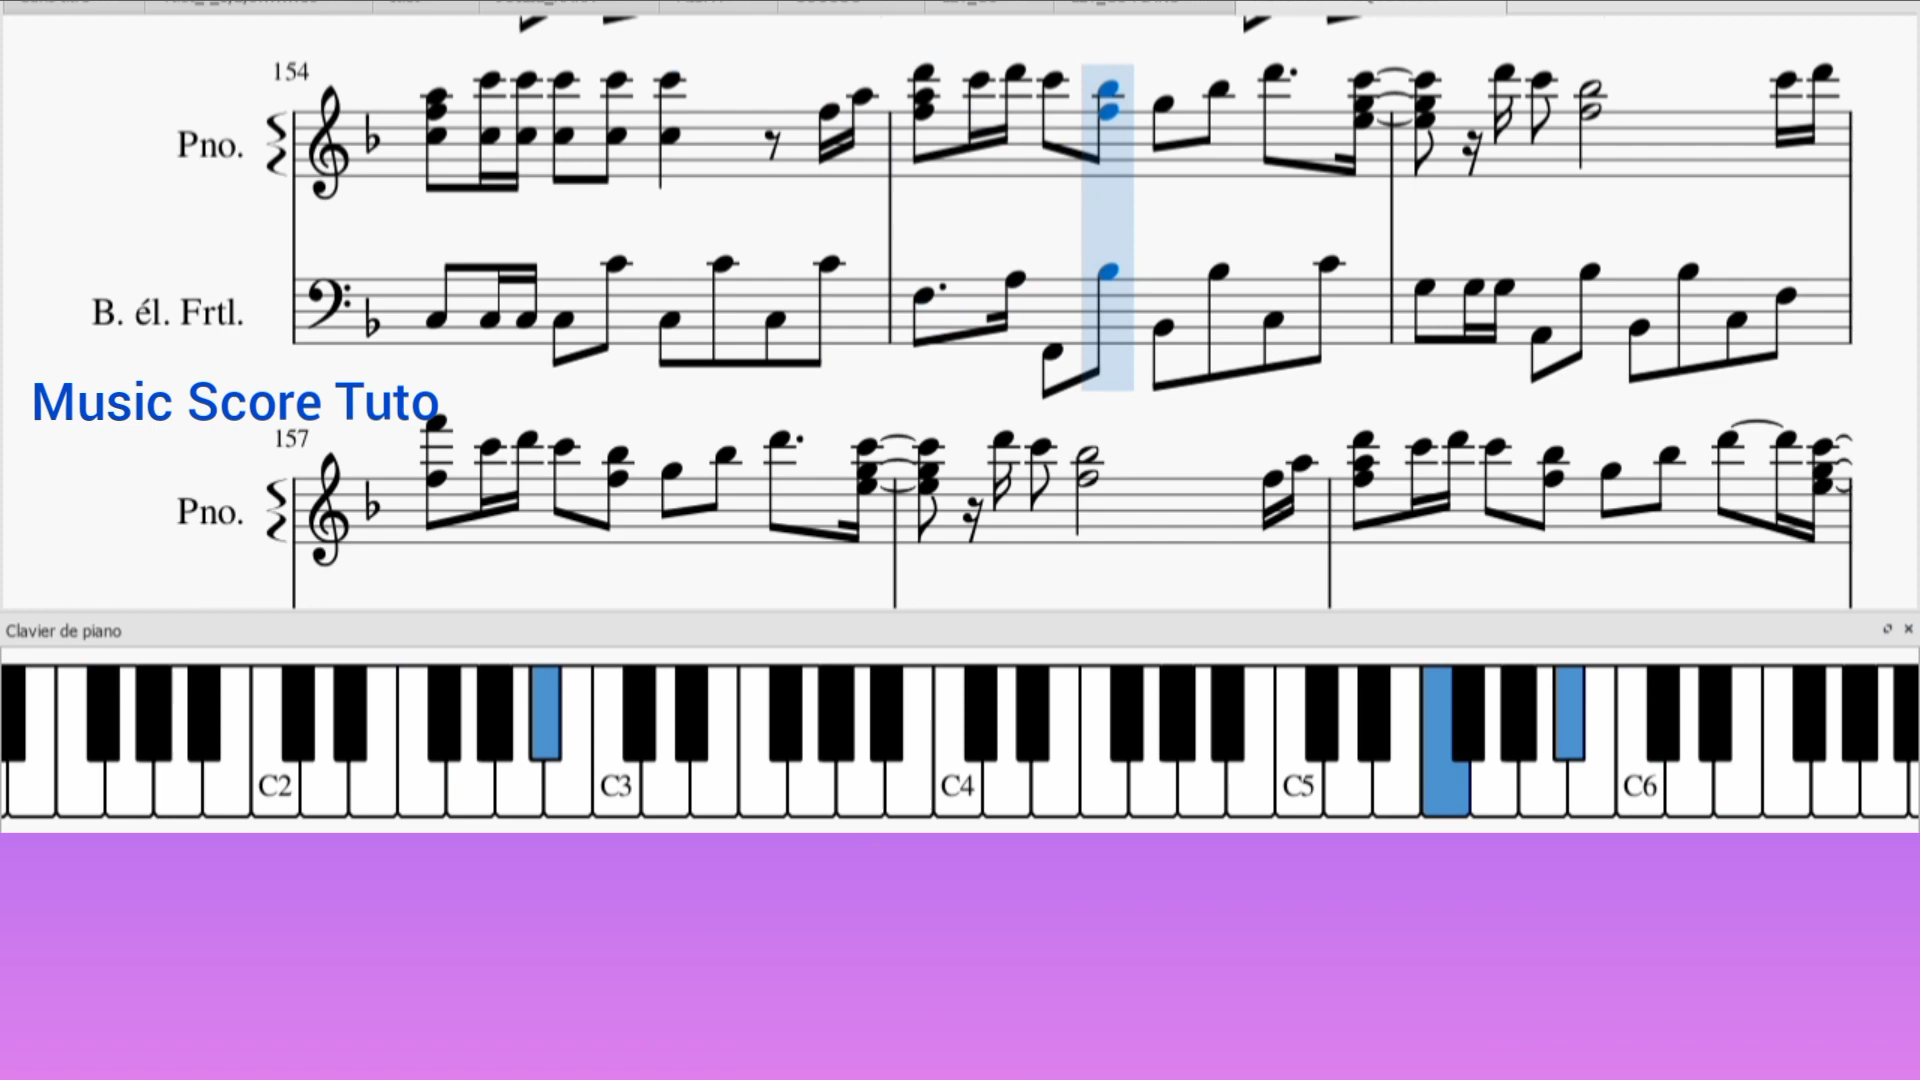 154
Pno.
B. él. Frtl.
Music Score Tuto
157
Pno.
Clavier de piano
C2 C3 C4 C5 C6